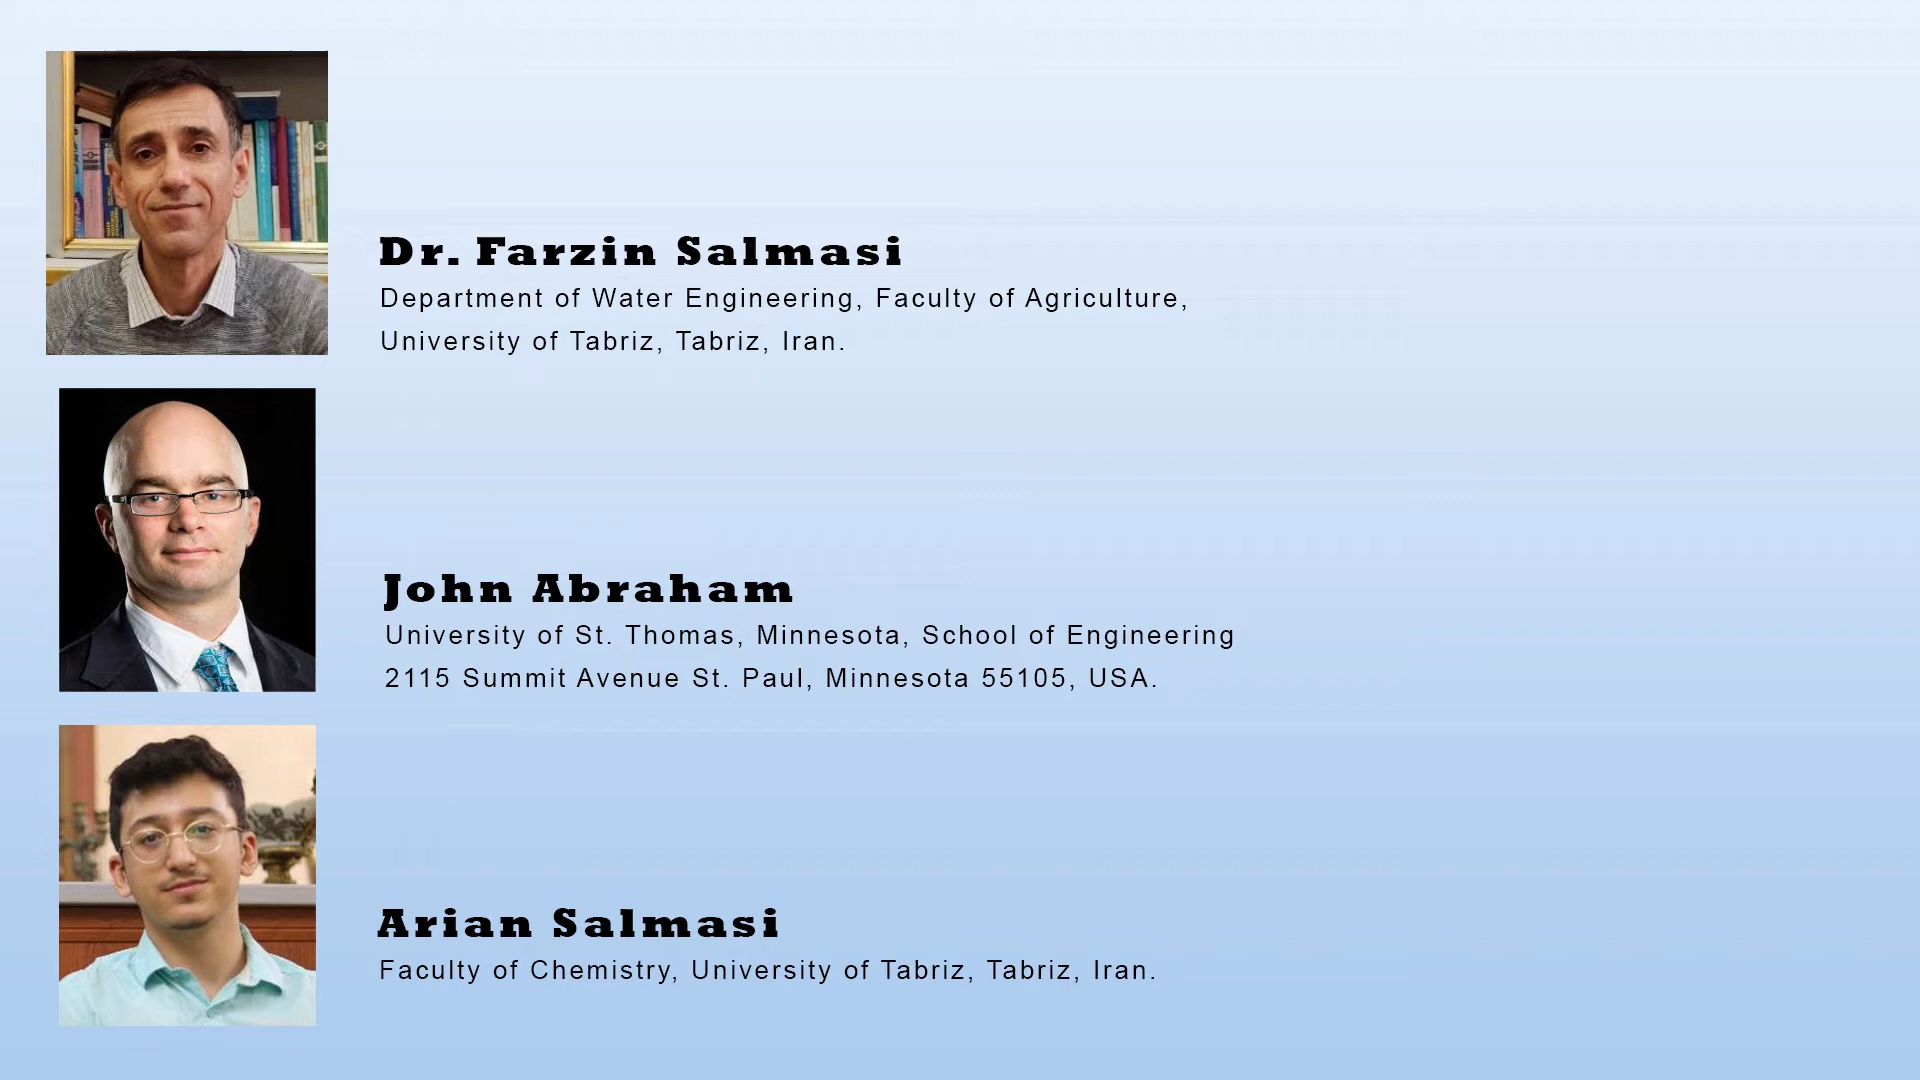 Dr. Farzin Salmasi
Department of Water Engineering, Faculty of Agriculture,
University of Tabriz, Tabriz, Iran.
John Abraham
University of St. Thomas, Minnesota, School of Engineering
2115 Summit Avenue St. Paul, Minnesota 55105, USA.
Arian Salmasi
Faculty of Chemistry, University of Tabriz, Tabriz, Iran.